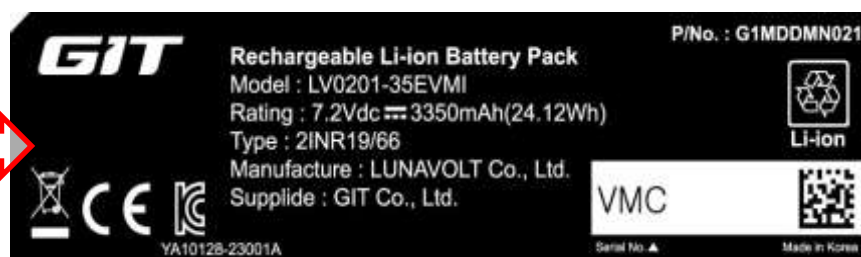 GIT
P/No. : G1MDDMN021
Rechargeable Li-ion Battery Pack
Model : LV0201-35EVMI
Rating : 7.2Vdc ⎓ 3350mAh(24.12Wh)
Type : 2INR19/66
Manufacture : LUNAVOLT Co., Ltd.
Supplide : GIT Co., Ltd.
Li-ion
CE
VMC
YA10128-23001A
Serial No.▲
Made in Korea